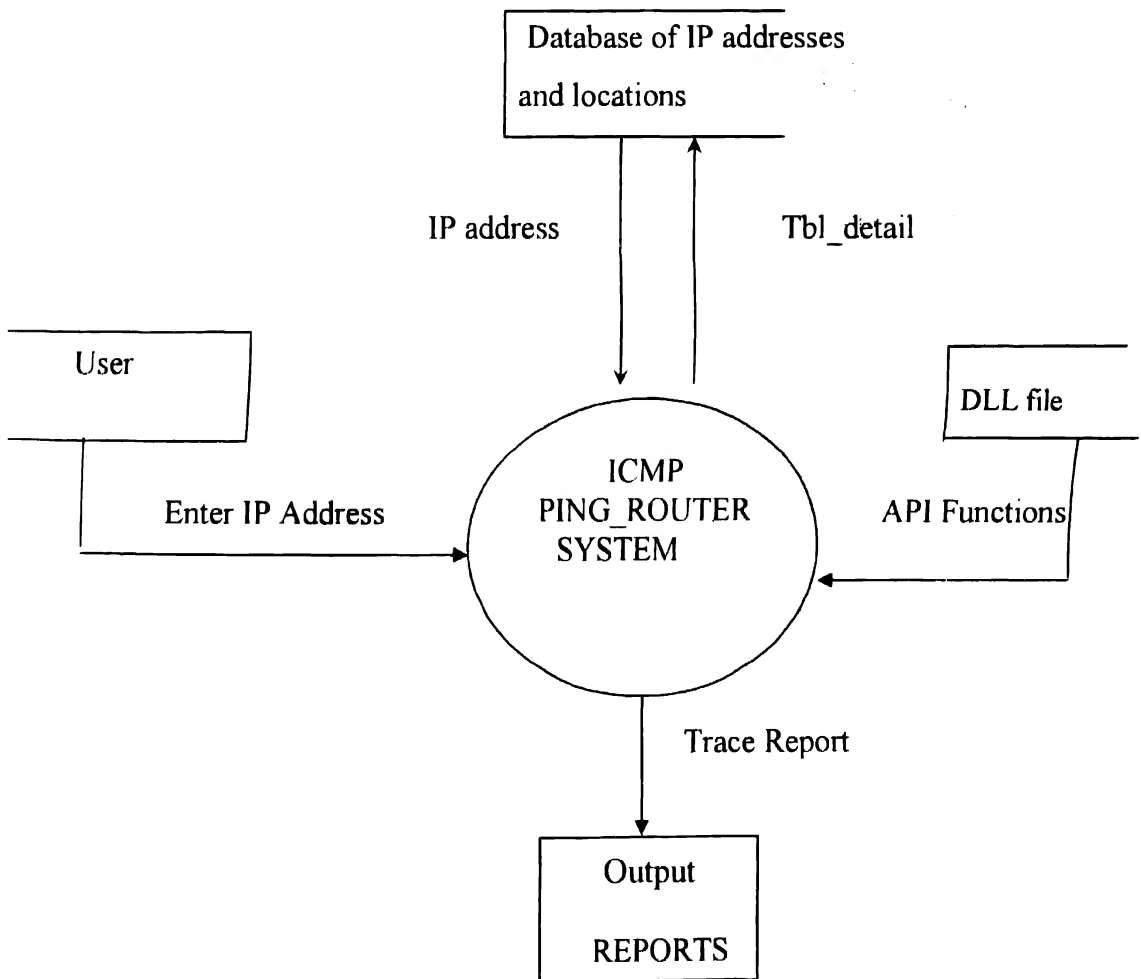 Database of IP addresses
and locations
IP address
Tbl_detail
User
DLL file
ICMP
PING_ROUTER
SYSTEM
Enter IP Address
API Functions
Trace Report
Output
REPORTS